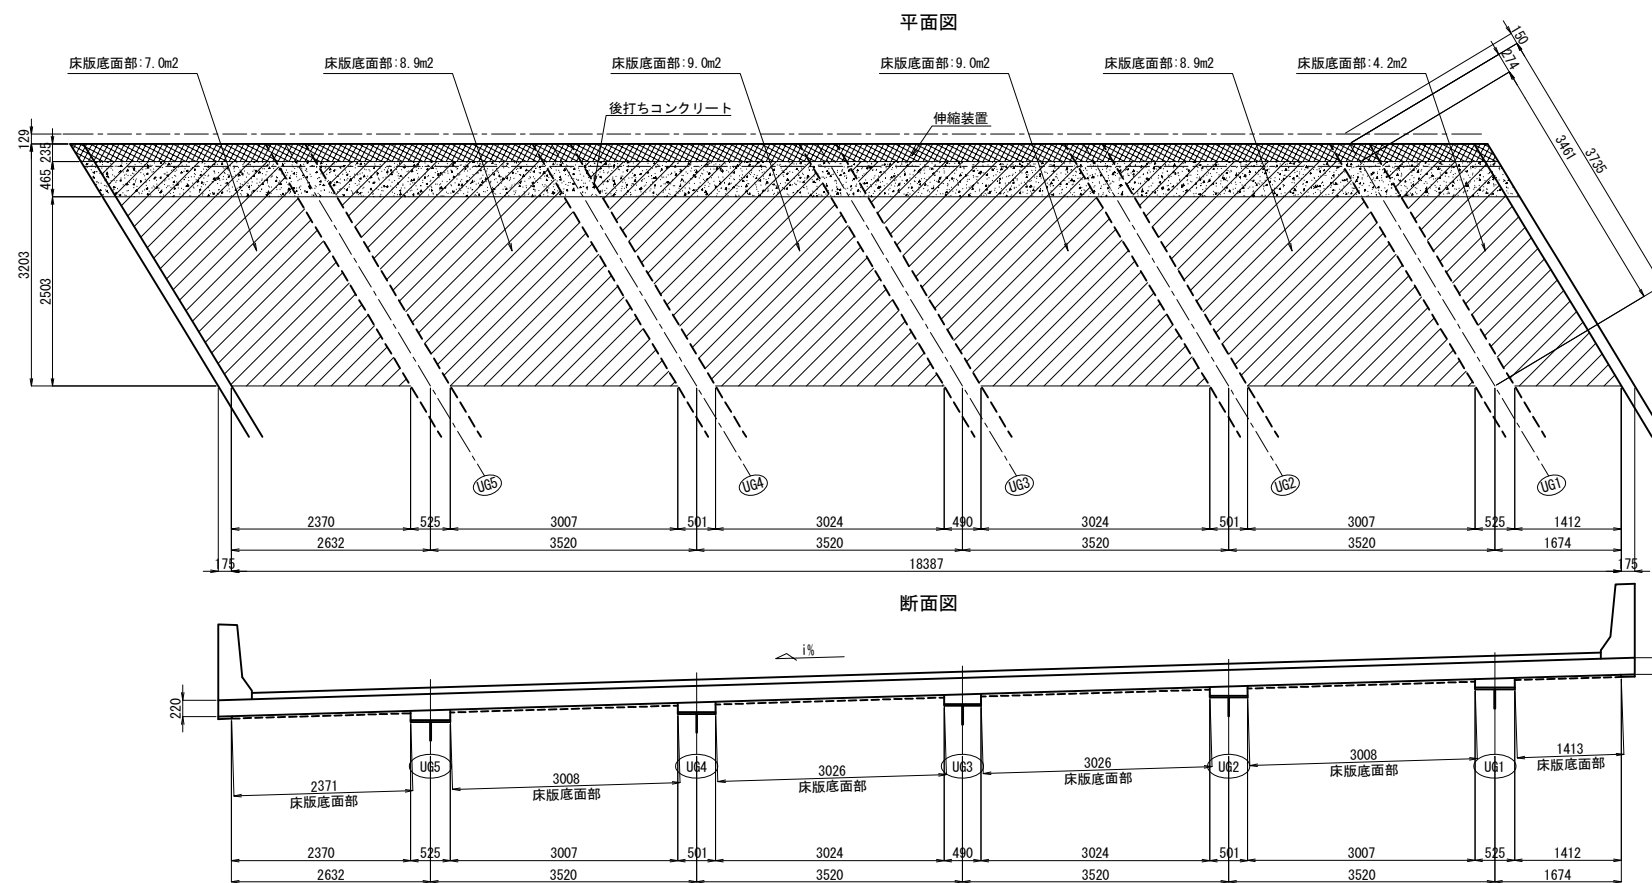 平面図
床版底面部:7.0m2
床版底面部:8.9m2
床版底面部:9.0m2
床版底面部:9.0m2
床版底面部:8.9m2
床版底面部:4.2m2
後打ちコンクリート
伸縮装置
150
274
3461
3735
129
235
465
3203
2503
UG5
UG4
UG3
UG2
UG1
2370 525 3007 501 3024 490 3024 501 3007 525 1412
2632 3520 3520 3520 3520 1674
175 18387 175
断面図
i%
220
UG5
UG4
UG3
UG2
UG1
2371
床版底面部
3008
床版底面部
3026
床版底面部
3026
床版底面部
3008
床版底面部
1413
床版底面部
2370 525 3007 501 3024 490 3024 501 3007 525 1412
2632 3520 3520 3520 3520 1674